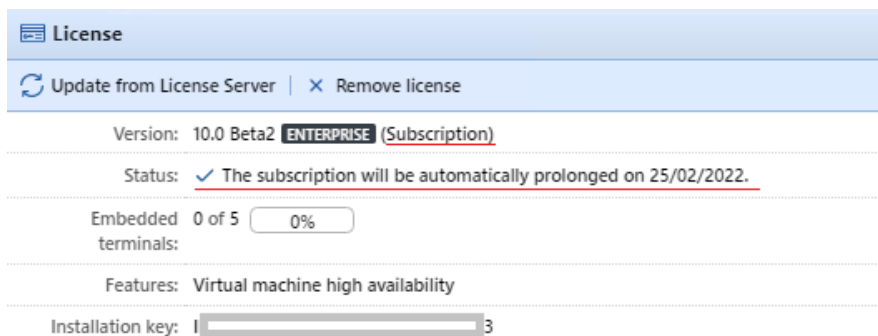 License
Update from License Server | × Remove license
Version: 10.0 Beta2 ENTERPRISE (Subscription)
Status: ✓ The subscription will be automatically prolonged on 25/02/2022.
Embedded terminals: 0 of 5 0%
Features: Virtual machine high availability
Installation key: I 3